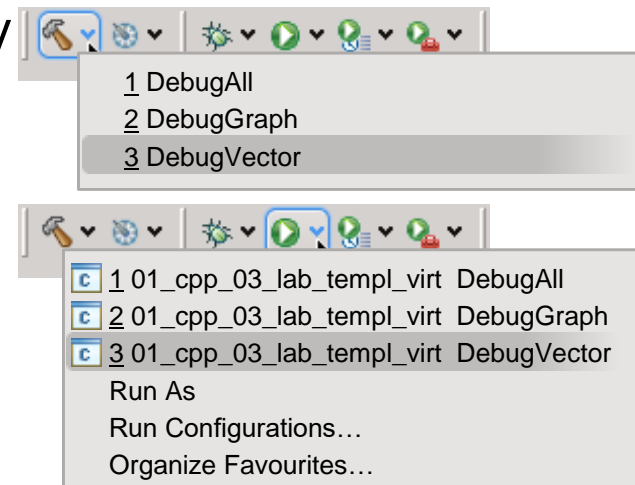 y
1 DebugAll
2 DebugGraph
3 DebugVector
c 1 01_cpp_03_lab_templ_virt DebugAll
c 2 01_cpp_03_lab_templ_virt DebugGraph
c 3 01_cpp_03_lab_templ_virt DebugVector
Run As
Run Configurations…
Organize Favourites…